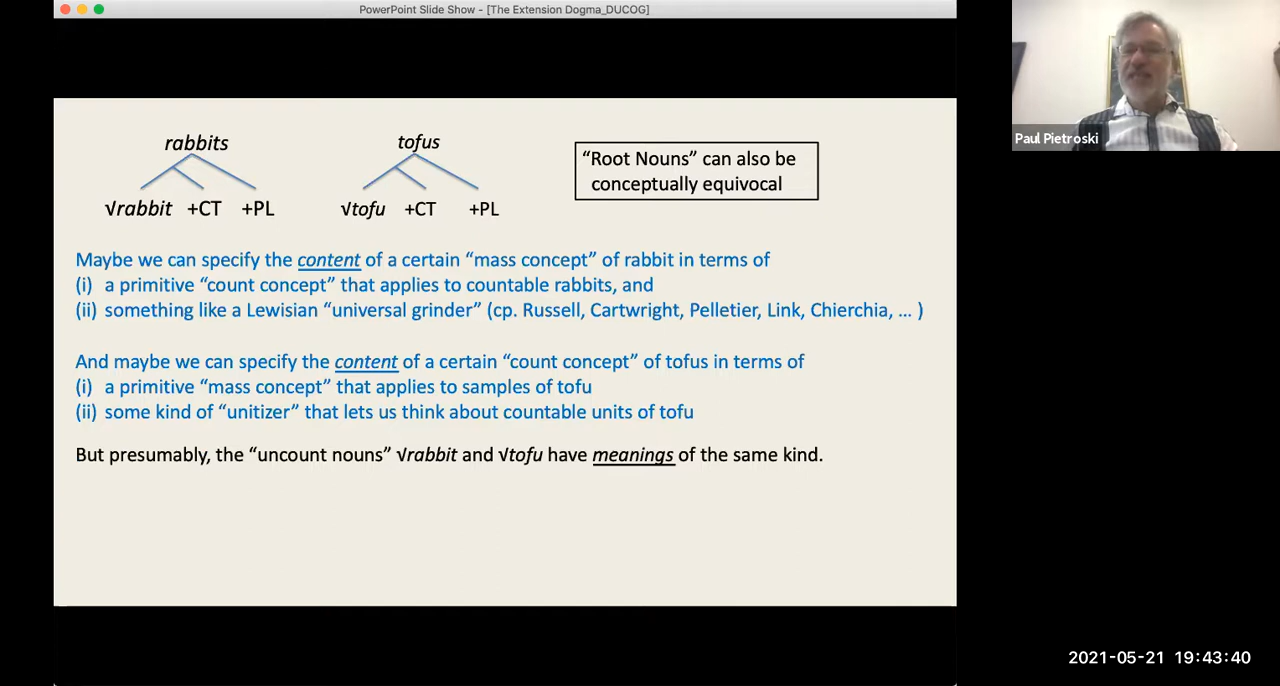 PowerPoint Slide Show - [The Extension Dogma_DUCOG]
Paul Pietroski
rabbits
tofus
√rabbit +CT +PL
√tofu +CT +PL
“Root Nouns” can also be
conceptually equivocal
Maybe we can specify the content of a certain “mass concept” of rabbit in terms of
(i) a primitive “count concept” that applies to countable rabbits, and
(ii) something like a Lewisian “universal grinder” (cp. Russell, Cartwright, Pelletier, Link, Chierchia, … )
And maybe we can specify the content of a certain “count concept” of tofus in terms of
(i) a primitive “mass concept” that applies to samples of tofu
(ii) some kind of “unitizer” that lets us think about countable units of tofu
But presumably, the “uncount nouns” √rabbit and √tofu have meanings of the same kind.
2021-05-21 19:43:40